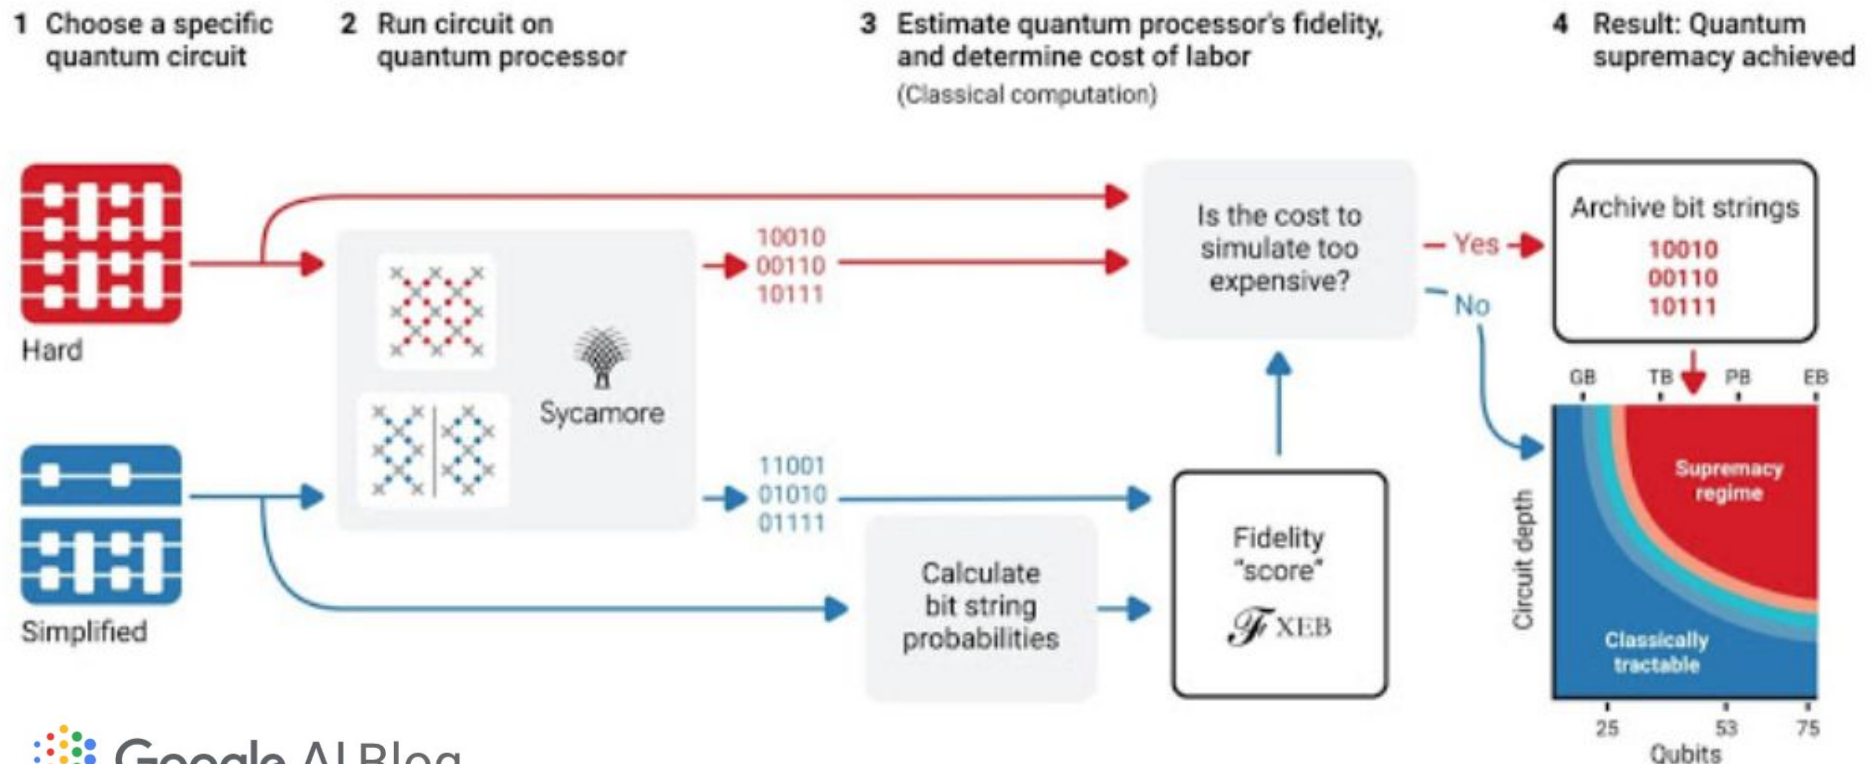 1 Choose a specific
quantum circuit
2 Run circuit on
quantum processor
3 Estimate quantum processor's fidelity,
and determine cost of labor
(Classical computation)
4 Result: Quantum
supremacy achieved
Hard
Simplified
Sycamore
10010
00110
10111
11001
01010
01111
Calculate
bit string
probabilities
Is the cost to
simulate too
expensive?
Fidelity
"score"
ℱ XEB
Yes
No
Archive bit strings
10010
00110
10111
GB TB PB EB
Supremacy
regime
Classically
tractable
Circuit depth
25 53 75
Qubits
Google AI Blog